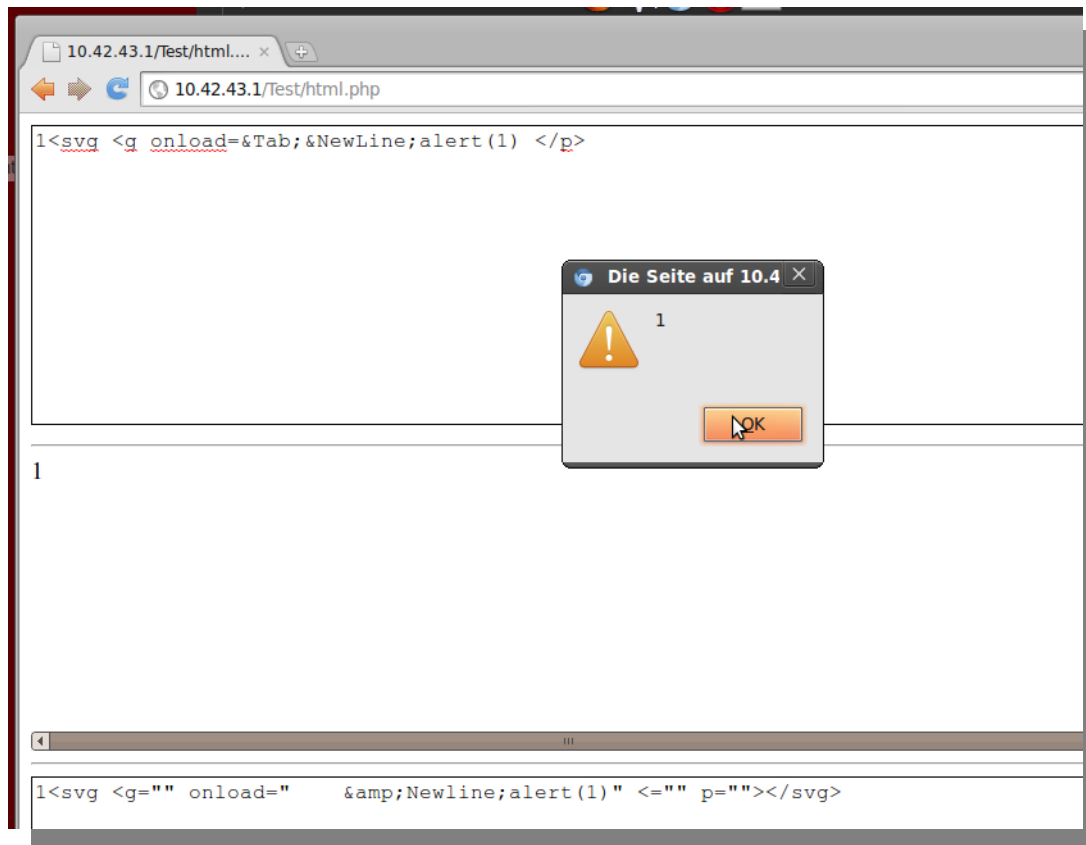 10.42.43.1/Test/html....
10.42.43.1/Test/html.php
1<svg <g onload=&Tab;&NewLine;alert(1) </p>
Die Seite auf 10.4
1
OK
1
1<svg <g="" onload="    &amp;Newline;alert(1)" <="" p=""></svg>